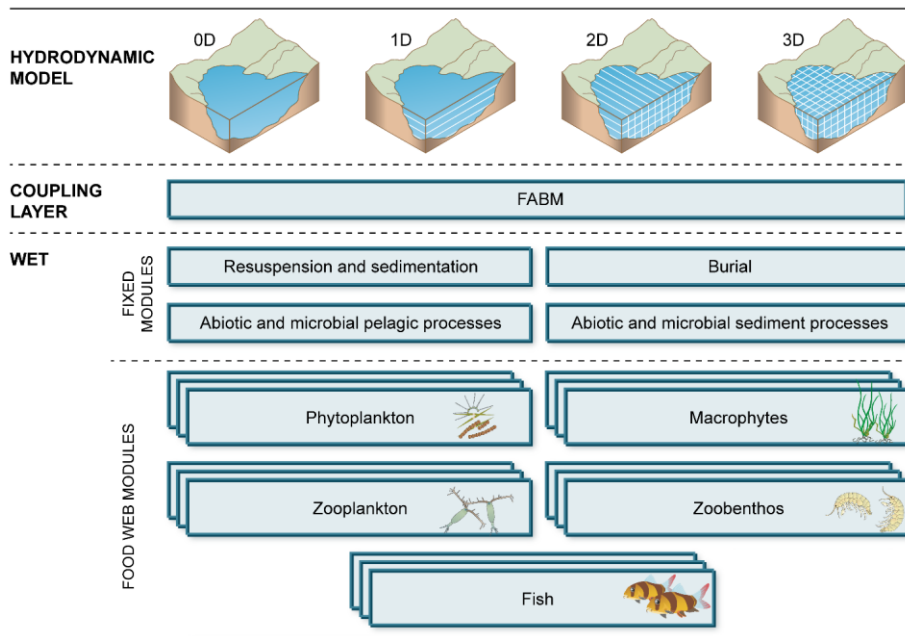 0D 1D 2D 3D
HYDRODYNAMIC
MODEL
COUPLING
LAYER
FABM
WET
FIXED
MODULES
Resuspension and sedimentation
Burial
Abiotic and microbial pelagic processes
Abiotic and microbial sediment processes
FOOD WEB MODULES
Phytoplankton
Macrophytes
Zooplankton
Zoobenthos
Fish